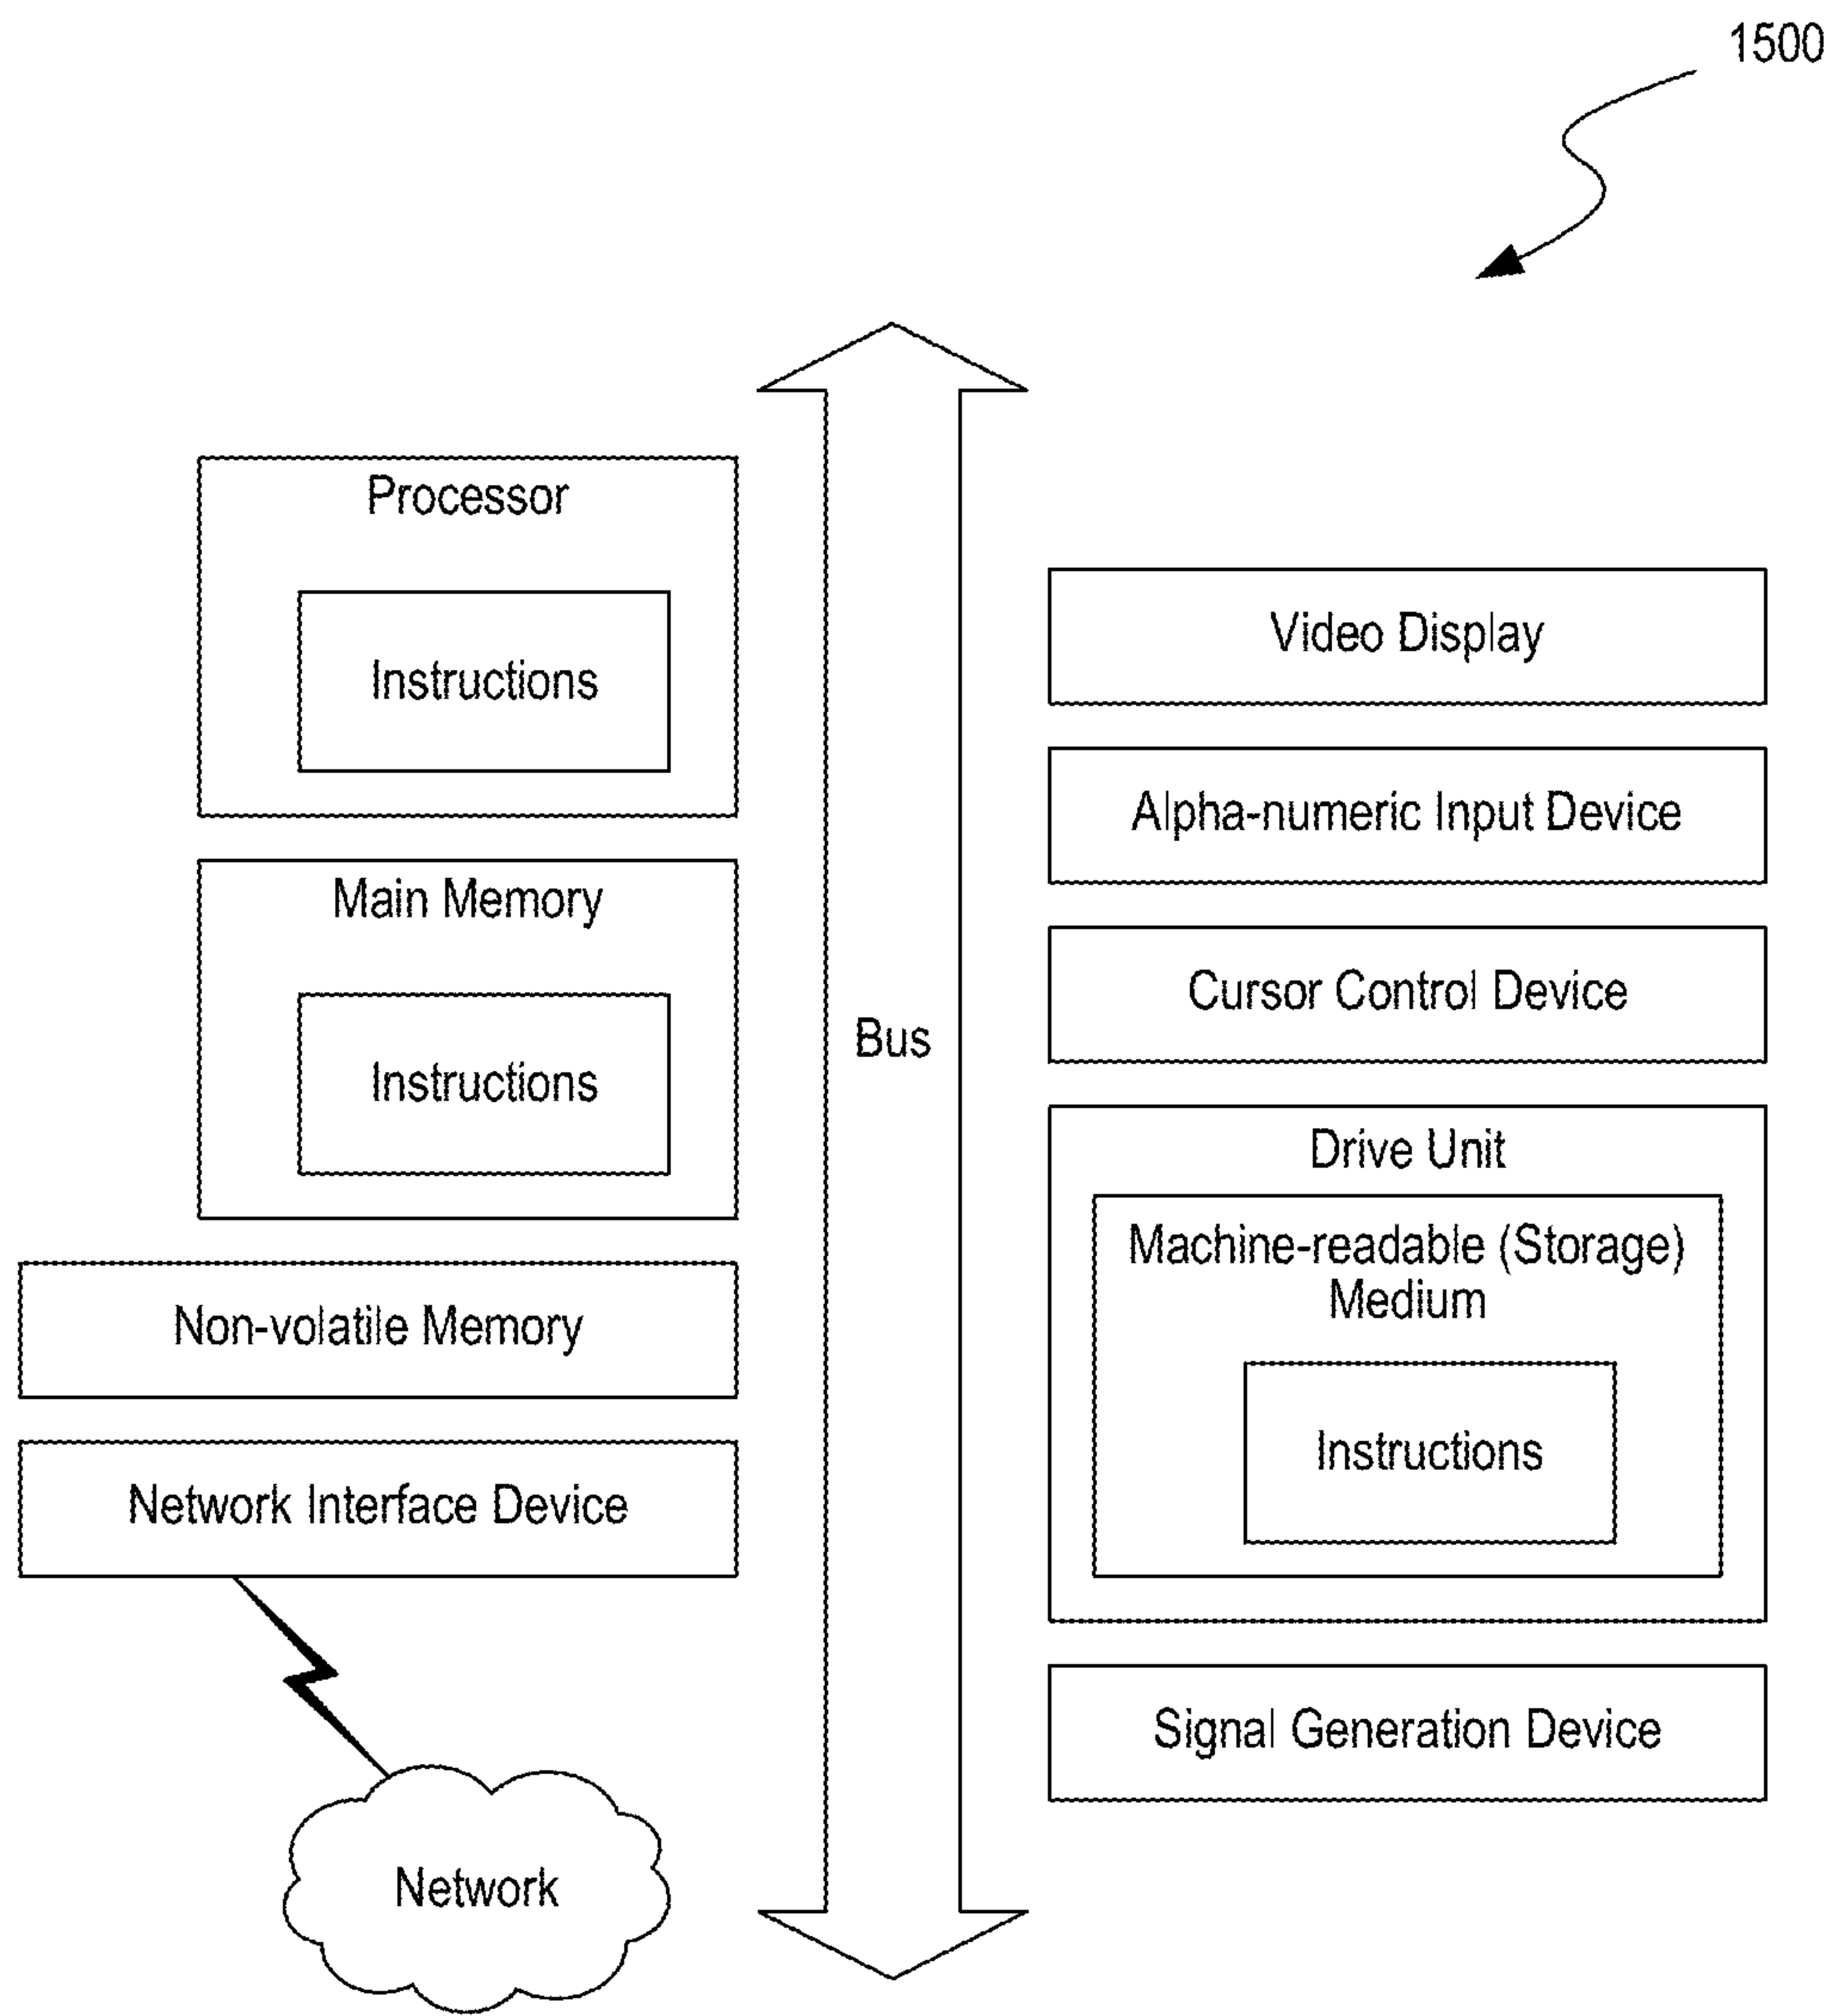 1500
Processor
Instructions
Main Memory
Instructions
Non-volatile Memory
Network Interface Device
Network
Bus
Video Display
Alpha-numeric Input Device
Cursor Control Device
Drive Unit
Machine-readable (Storage)
Medium
Instructions
Signal Generation Device